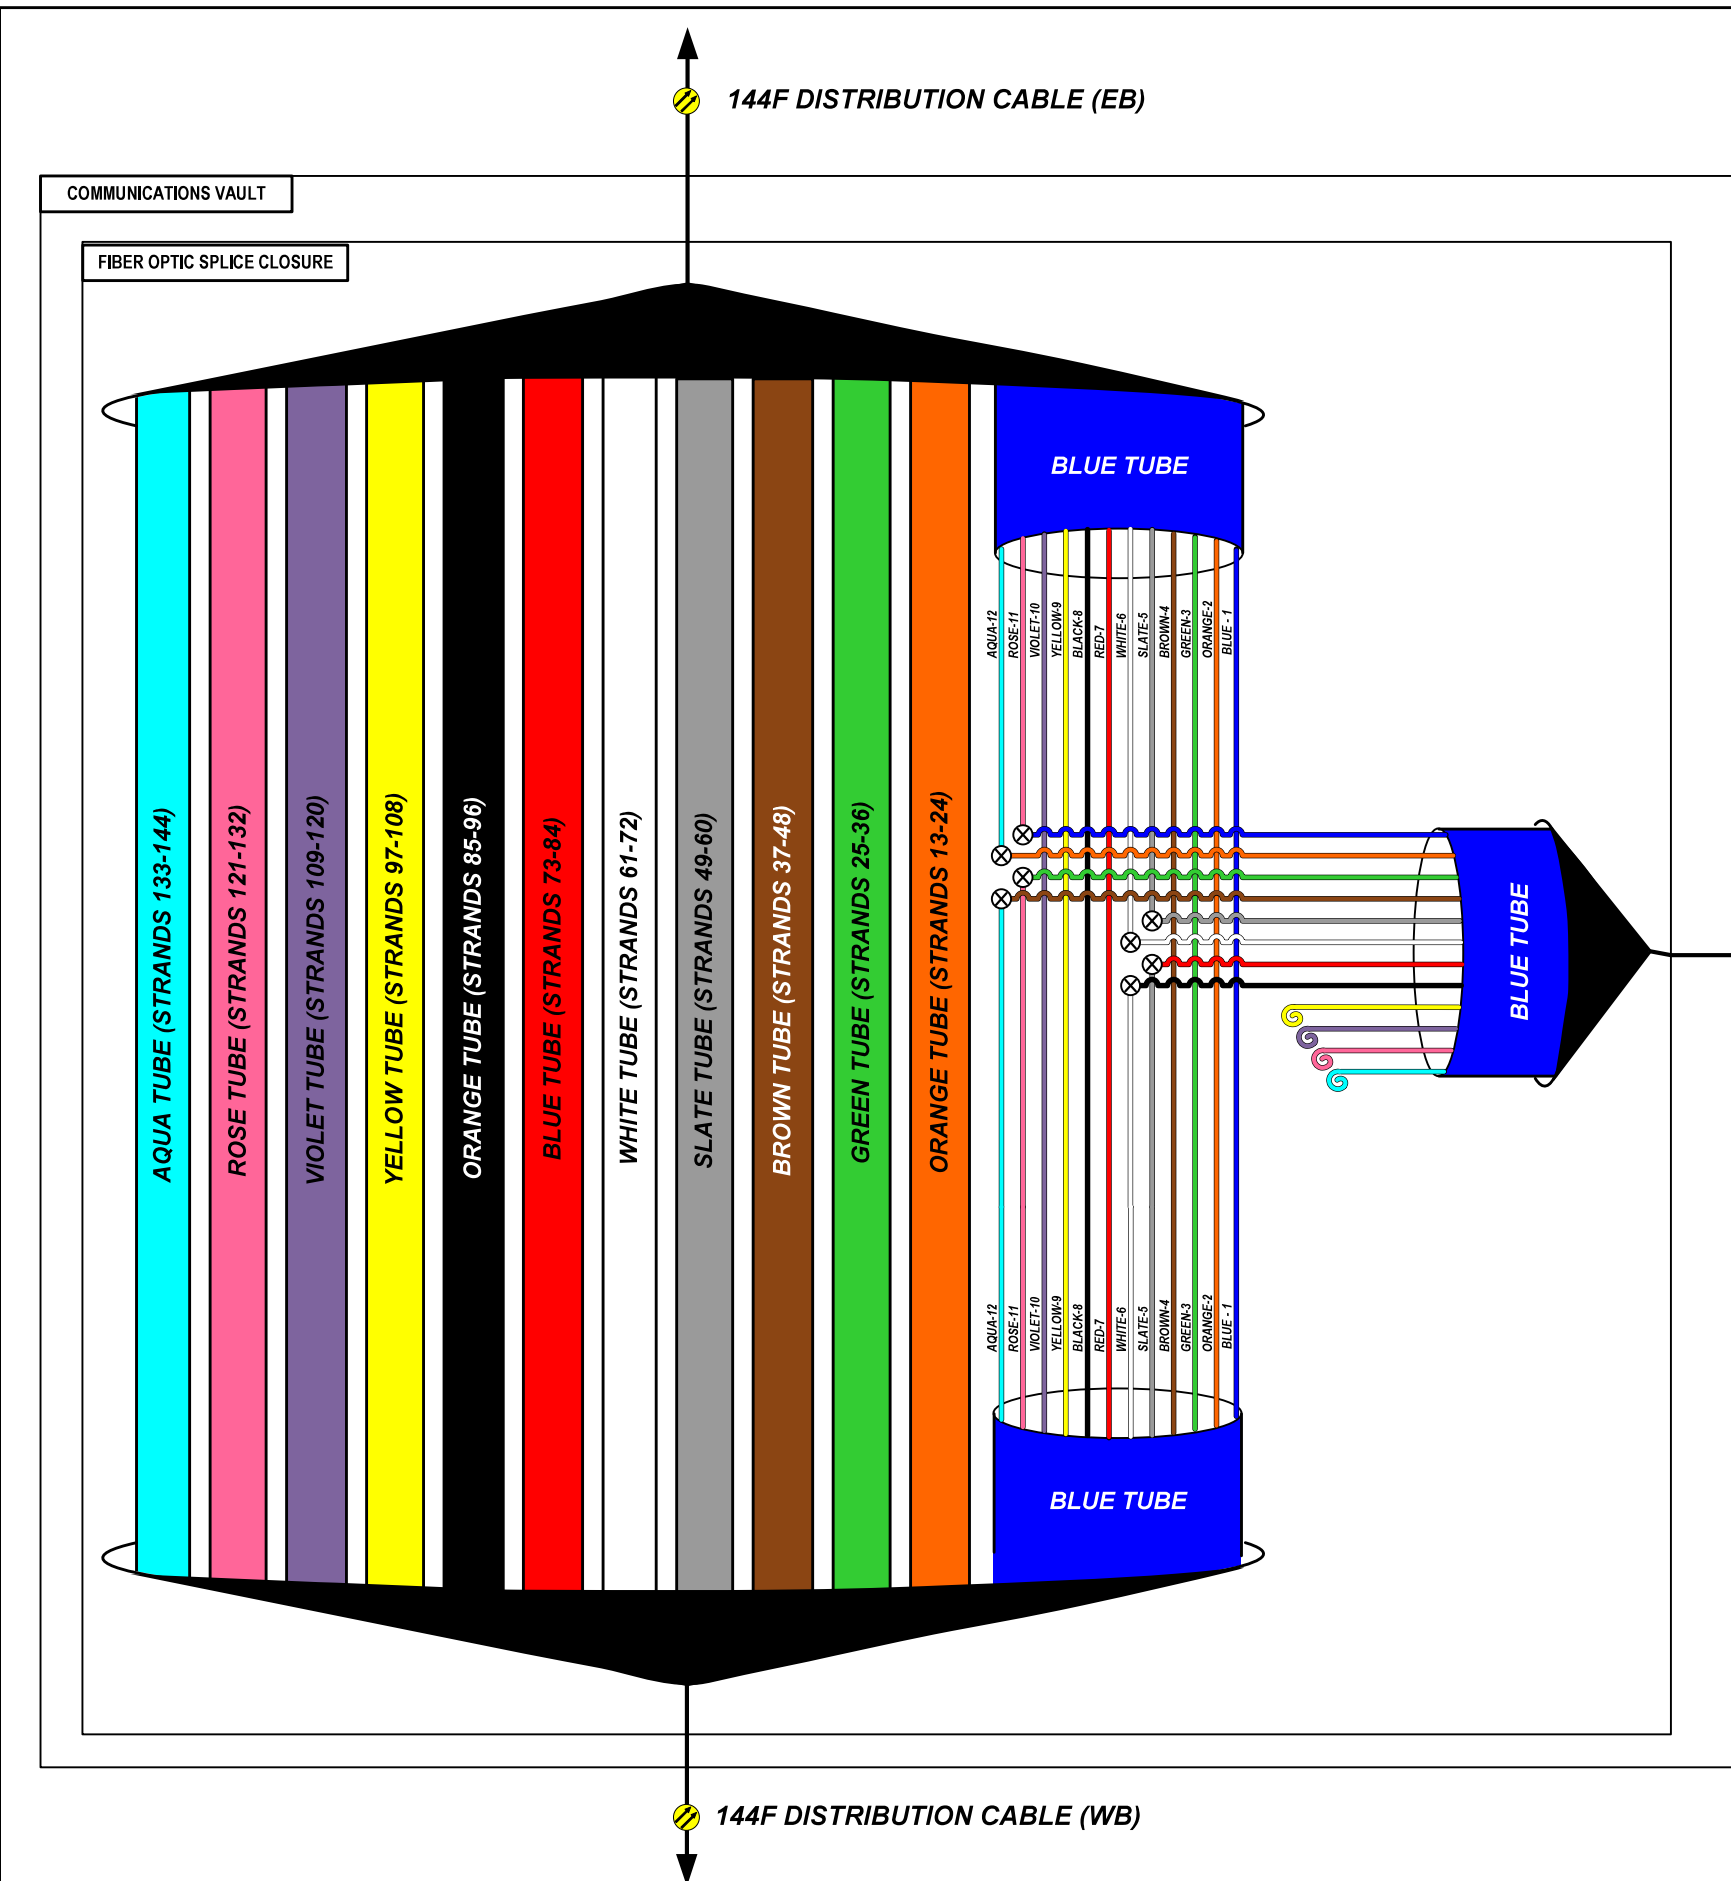 144F DISTRIBUTION CABLE (EB)
COMMUNICATIONS VAULT
FIBER OPTIC SPLICE CLOSURE
AQUA TUBE (STRANDS 133-144)
ROSE TUBE (STRANDS 121-132)
VIOLET TUBE (STRANDS 109-120)
YELLOW TUBE (STRANDS 97-108)
ORANGE TUBE (STRANDS 85-96)
BLUE TUBE (STRANDS 73-84)
WHITE TUBE (STRANDS 61-72)
SLATE TUBE (STRANDS 49-60)
BROWN TUBE (STRANDS 37-48)
GREEN TUBE (STRANDS 25-36)
ORANGE TUBE (STRANDS 13-24)
BLUE TUBE
AQUA-12
ROSE-11
VIOLET-10
YELLOW-9
BLACK-8
RED-7
WHITE-6
SLATE-5
BROWN-4
GREEN-3
ORANGE-2
BLUE - 1
BLUE TUBE
AQUA-12
ROSE-11
VIOLET-10
YELLOW-9
BLACK-8
RED-7
WHITE-6
SLATE-5
BROWN-4
GREEN-3
ORANGE-2
BLUE - 1
BLUE TUBE
144F DISTRIBUTION CABLE (WB)